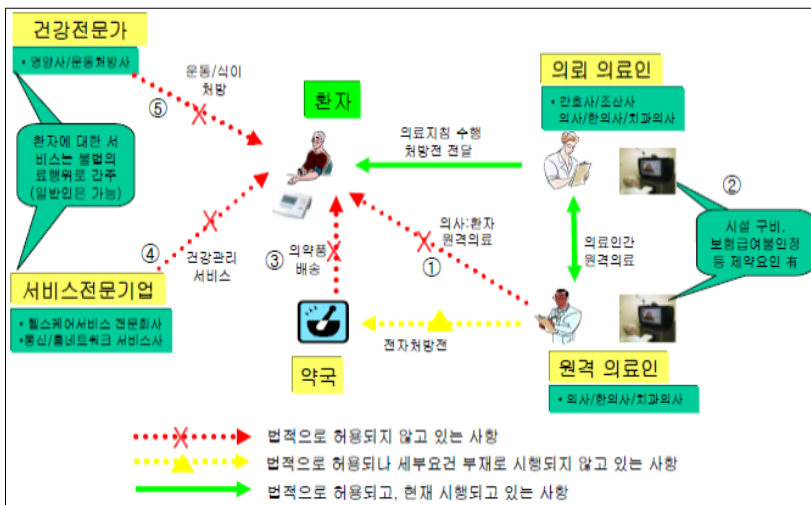 건강전문가
• 영양사/운동처방사
운동/식이
처방
⑤
환자
의뢰 의료인
• 간호사/조산사
의사/한의사/치과의사
의료지침 수행
처방전 전달
환자에 대한 서
비스는 불법의
료행위로 간주
(일반인은 가능)
②
시설 구비,
보험급여불인정
등 제약요인 有
④
건강관리
서비스
③
의약품
배송
의사:환자
원격의료
①
의료인간
원격의료
서비스전문기업
• 헬스케어서비스 전문회사
•통신/홈네트워크 서비스사
전자처방전
약국
원격 의료인
• 의사/한의사/치과의사
법적으로 허용되지 않고 있는 사항
법적으로 허용되나 세부요건 부재로 시행되지 않고 있는 사항
법적으로 허용되고, 현재 시행되고 있는 사항